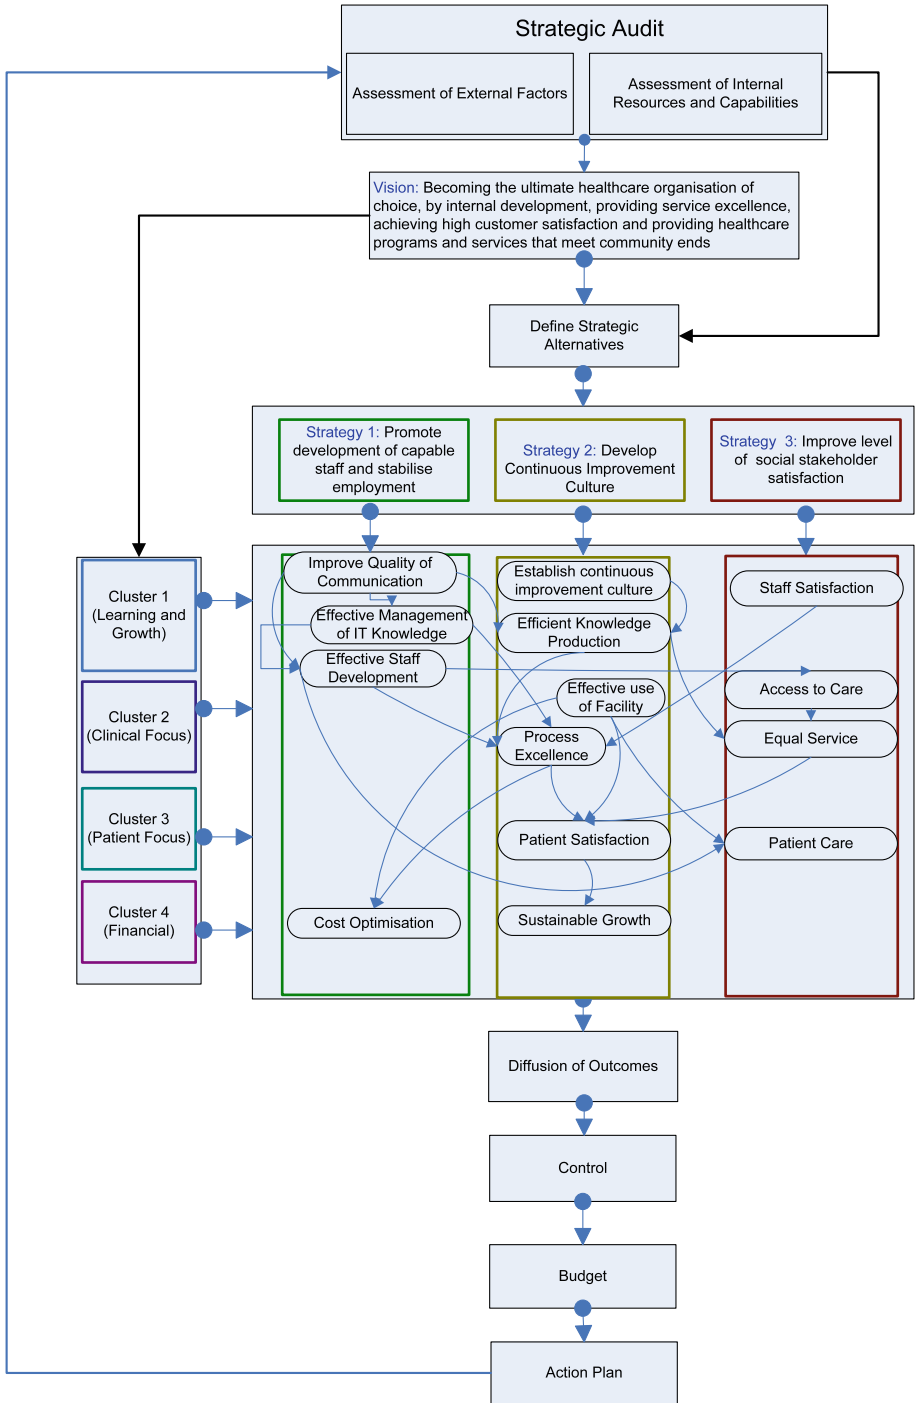 Strategic Audit
Assessment of External Factors
Assessment of Internal
Resources and Capabilities
Vision: Becoming the ultimate healthcare organisation of
choice, by internal development, providing service excellence,
achieving high customer satisfaction and providing healthcare
programs and services that meet community ends
Define Strategic
Alternatives
Strategy 1: Promote
development of capable
staff and stabilise
employment
Strategy 2: Develop
Continuous Improvement
Culture
Strategy 3: Improve level
of social stakeholder
satisfaction
Cluster 1
(Learning and
Growth)
Cluster 2
(Clinical Focus)
Cluster 3
(Patient Focus)
Cluster 4
(Financial)
Improve Quality of
Communication
Effective Management
of IT Knowledge
Effective Staff
Development
Cost Optimisation
Establish continuous
improvement culture
Efficient Knowledge
Production
Effective use
of Facility
Process
Excellence
Patient Satisfaction
Sustainable Growth
Staff Satisfaction
Access to Care
Equal Service
Patient Care
Diffusion of Outcomes
Control
Budget
Action Plan